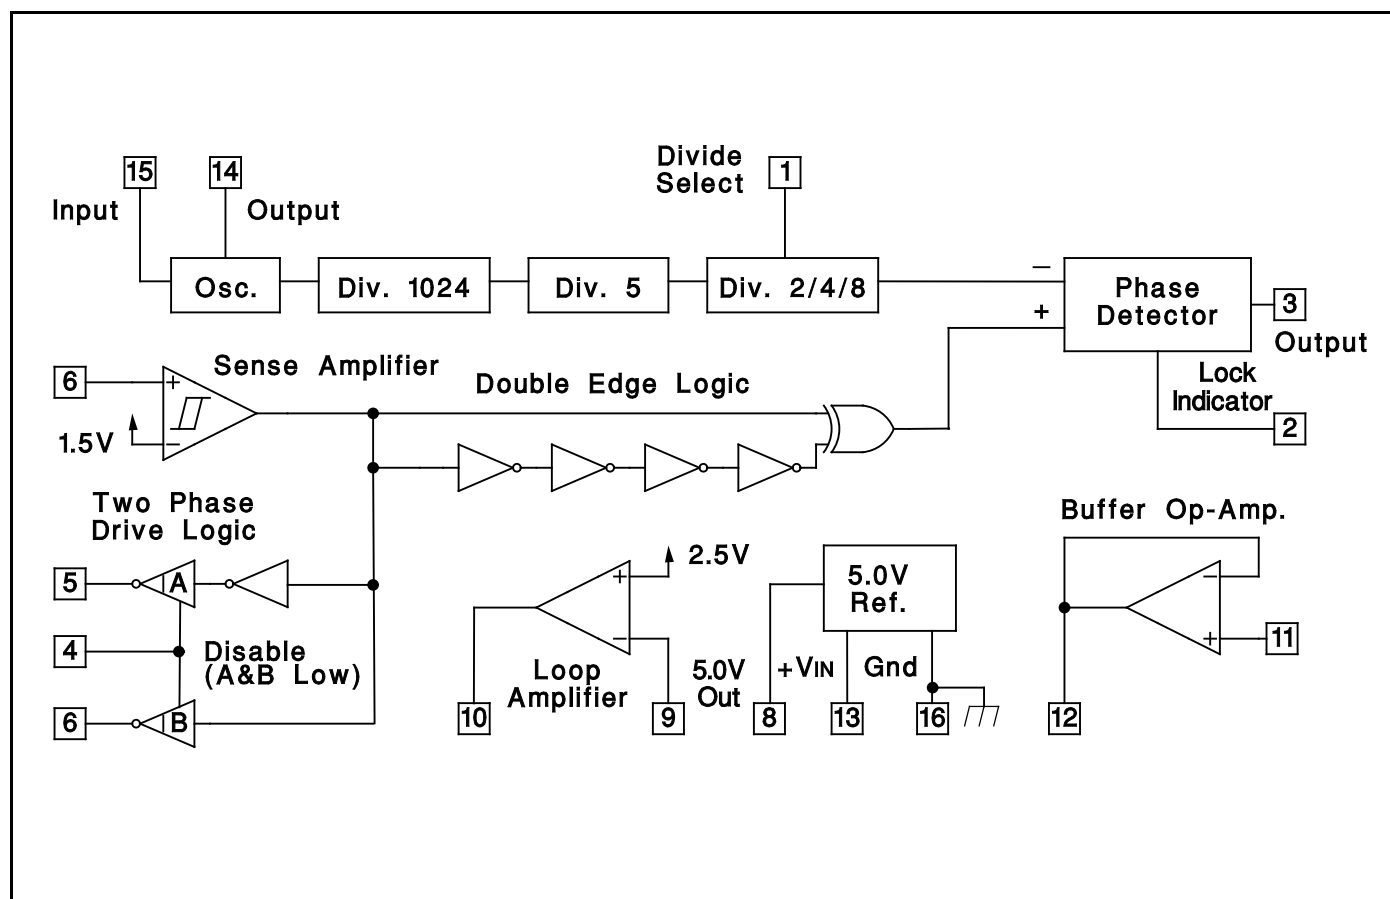 15
14
Divide
Select
1
Input
Output
Osc.
Div. 1024
Div. 5
Div. 2/4/8
−
+
Phase
Detector
3
Output
Lock
Indicator
2
6
+
−
1.5V
Sense Amplifier
Double Edge Logic
Two Phase
Drive Logic
5
A
4
Disable
(A&B Low)
6
B
2.5V
+
−
Loop
Amplifier
10
9
5.0V
Ref.
5.0V
Out
+VIN
Gnd
8
13
16
Buffer Op-Amp.
−
+
11
12